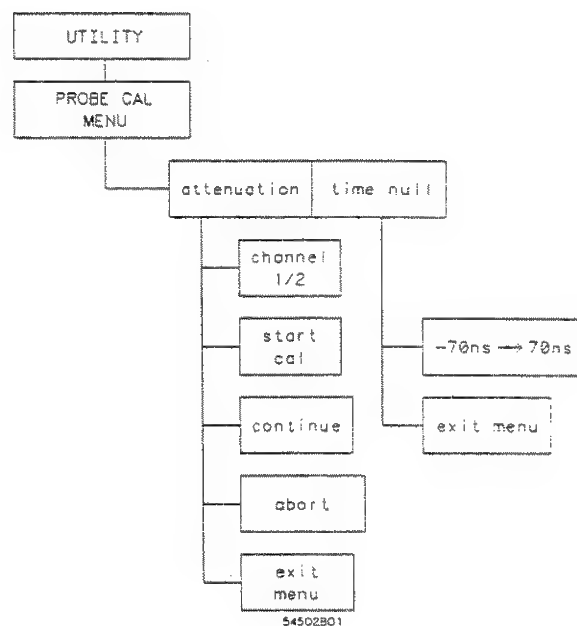 UTILITY
PROBE CAL
MENU
attenuation
time null
channel
1/2
start
cal
-70ns → 70ns
continue
exit menu
abort
exit
menu
54502B01